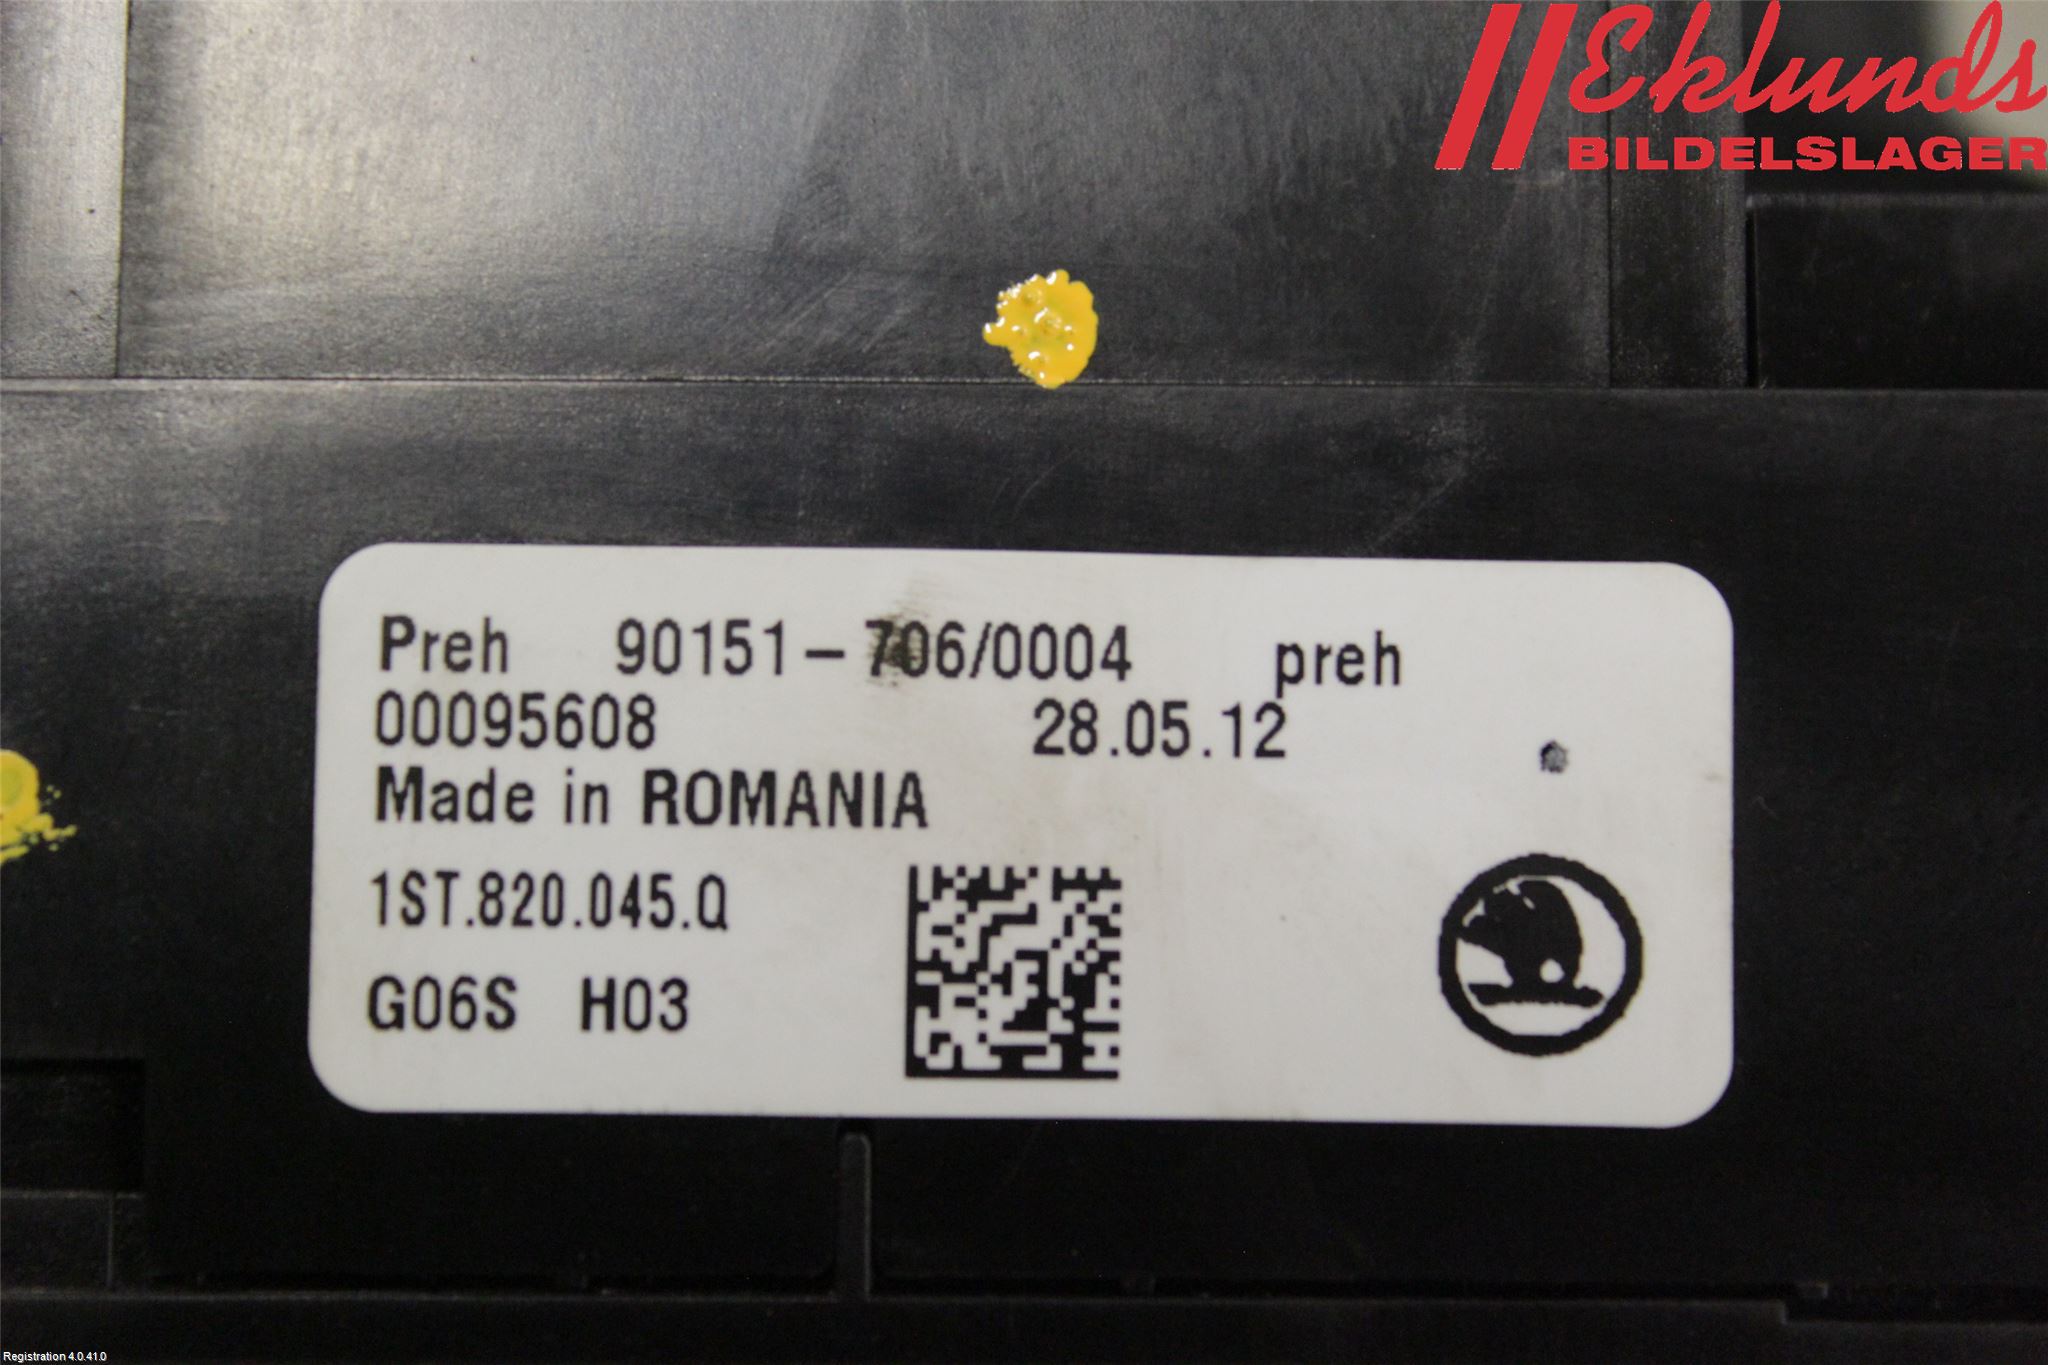 Eklunds
BILDELSLAGER
Preh 90151-706/0004 preh
00095608 28.05.12
Made in ROMANIA
1ST.820.045.Q
G06S H03
Registration 4.0.41.0